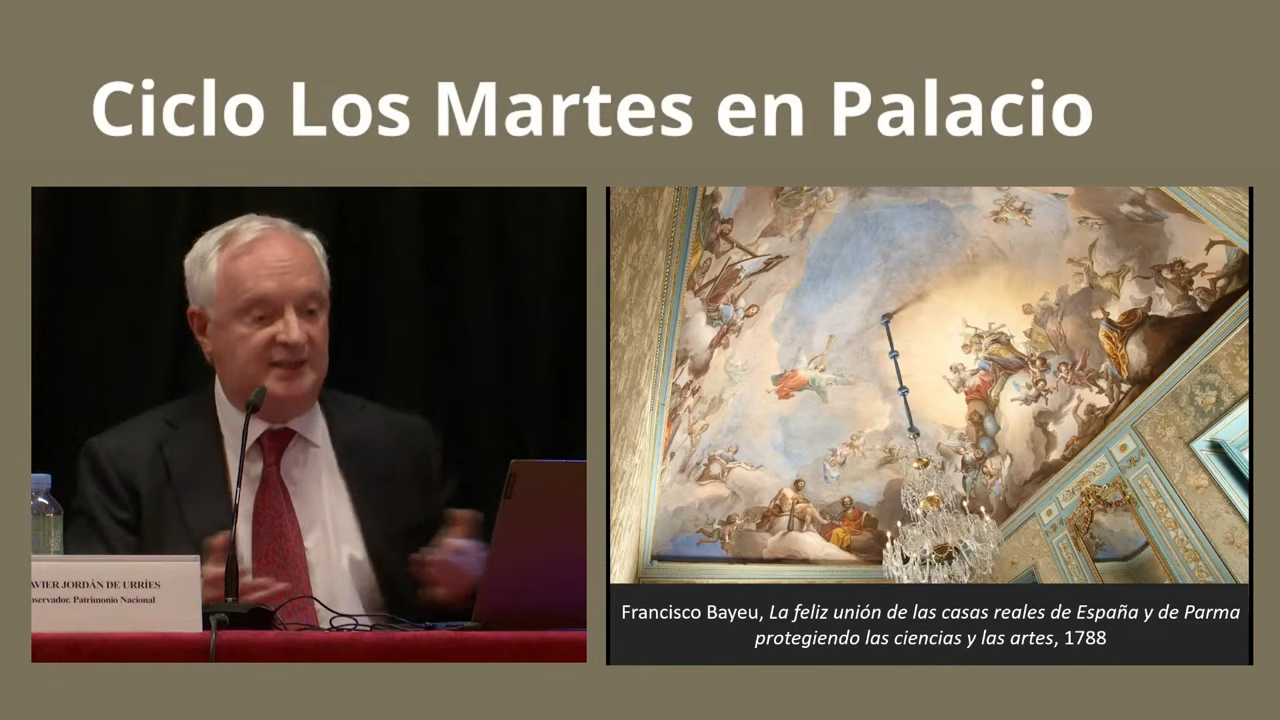 Ciclo Los Martes en Palacio
AVIER JORDÁN DE URRÍES
nservador. Patrimonio Nacional
Francisco Bayeu, La feliz unión de las casas reales de España y de Parma
protegiendo las ciencias y las artes, 1788